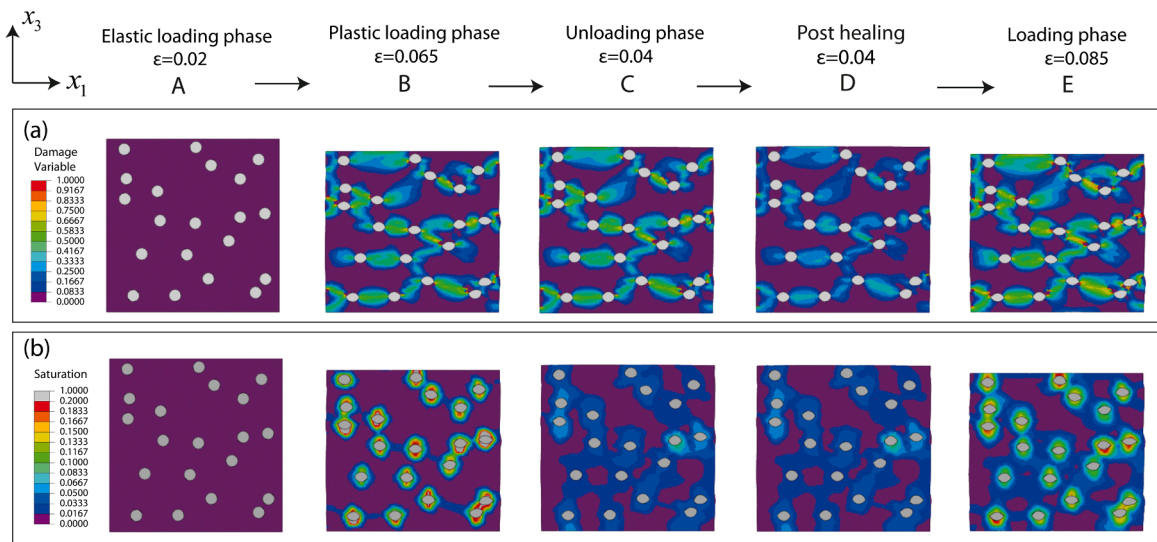 x3
x1
Elastic loading phase
ε=0.02
A
Plastic loading phase
ε=0.065
B
Unloading phase
ε=0.04
C
Post healing
ε=0.04
D
Loading phase
ε=0.085
E
(a)
Damage
Variable
1.0000
0.9167
0.8333
0.7500
0.6667
0.5833
0.5000
0.4167
0.3333
0.2500
0.1667
0.0833
0.0000
(b)
Saturation
1.0000
0.2000
0.1833
0.1667
0.1500
0.1333
0.1167
0.1000
0.0833
0.0667
0.0500
0.0333
0.0167
0.0000